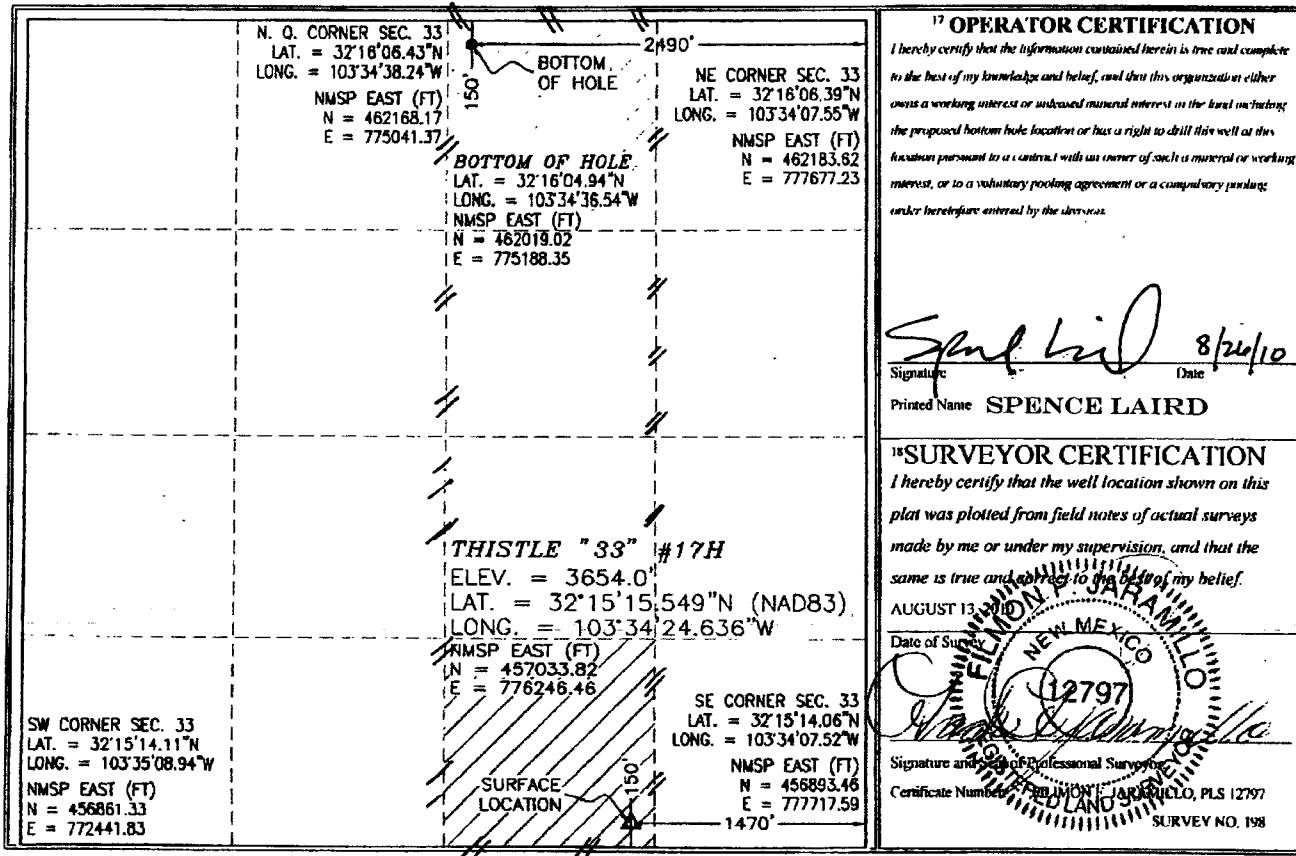 N. Q. CORNER SEC. 33
LAT. = 32°16'06.43"N
LONG. = 103°34'38.24"W
NMSP EAST (FT)
N = 462168.17
E = 775041.37
150'
BOTTOM
OF HOLE
2490'
NE CORNER SEC. 33
LAT. = 32°16'06.39"N
LONG. = 103°34'07.55"W
NMSP EAST (FT)
N = 462183.62
E = 777677.23
BOTTOM OF HOLE
LAT. = 32°16'04.94"N
LONG. = 103°34'36.54"W
NMSP EAST (FT)
N = 462019.02
E = 775188.35
THISTLE "33" #17H
ELEV. = 3654.0'
LAT. = 32°15'15.549"N (NAD83)
LONG. = 103°34'24.636"W
NMSP EAST (FT)
N = 457033.82
E = 776246.46
SW CORNER SEC. 33
LAT. = 32°15'14.11"N
LONG. = 103°35'08.94"W
NMSP EAST (FT)
N = 456861.33
E = 772441.83
SURFACE
LOCATION
150'
SE CORNER SEC. 33
LAT. = 32°15'14.06"N
LONG. = 103°34'07.52"W
NMSP EAST (FT)
N = 456893.46
E = 777717.59
1470'
17 OPERATOR CERTIFICATION
I hereby certify that the information contained herein is true and complete
to the best of my knowledge and belief, and that this organization either
owns a working interest or unleased mineral interest in the land including
the proposed bottom hole location or has a right to drill this well at this
location pursuant to a contract with an owner of such a mineral or working
interest, or to a voluntary pooling agreement or a compulsory pooling
order heretofore entered by the division.
8/26/10
Signature Date
Printed Name SPENCE LAIRD
18 SURVEYOR CERTIFICATION
I hereby certify that the well location shown on this
plat was plotted from field notes of actual surveys
made by me or under my supervision, and that the
same is true and correct to the best of my belief.
AUGUST 13, 2010
Date of Survey
FILMON F. JARAMILLO
NEW MEXICO
12797
REGISTERED LAND SURVEYOR
Signature and Seal of Professional Surveyor
Certificate Number FILIMON F. JARAMILLO, PLS 12797
SURVEY NO. 198